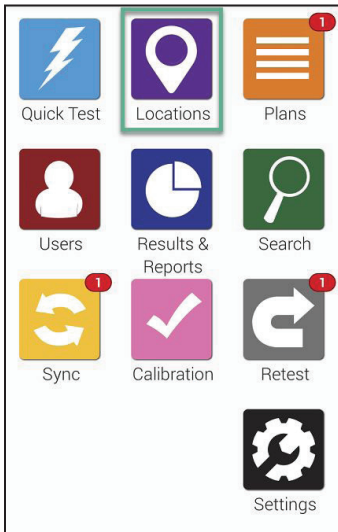 1
Quick Test
Locations
Plans
Users
Results &
Reports
Search
1
1
Sync
Calibration
Retest
Settings